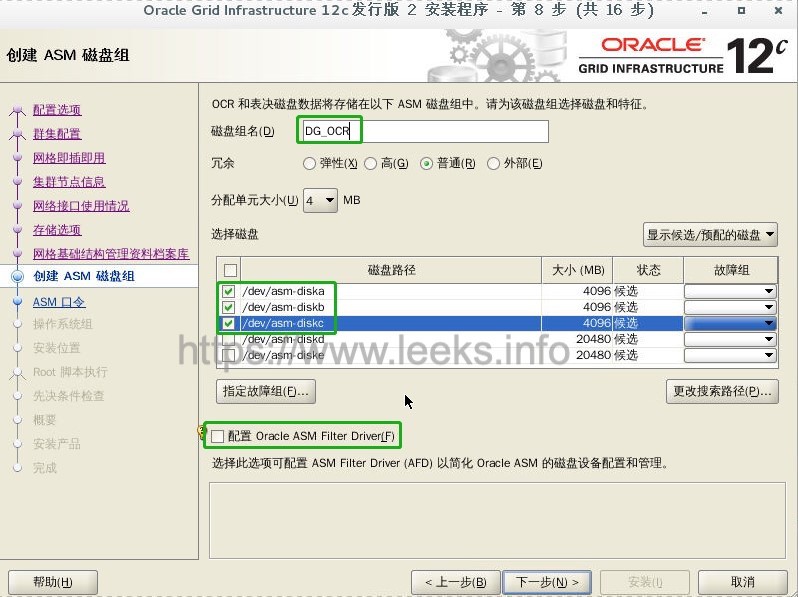 Oracle Grid Infrastructure 12c 发行版 2 安装程序 - 第 8 步 (共 16 步)
创建 ASM 磁盘组
ORACLE®
GRID INFRASTRUCTURE 12c
配置选项
群集配置
网格即插即用
集群节点信息
网络接口使用情况
存储选项
网格基础结构管理资料档案库
创建 ASM 磁盘组
ASM 口令
操作系统组
安装位置
Root 脚本执行
先决条件检查
概要
安装产品
完成
OCR 和表决磁盘数据将存储在以下 ASM 磁盘组中。请为该磁盘组选择磁盘和特征。
磁盘组名(D) DG_OCR
冗余 弹性(X) 高(G) 普通(R) 外部(E)
分配单元大小(U) 4 MB
选择磁盘 显示候选/预配的磁盘
磁盘路径 大小 (MB) 状态 故障组
/dev/asm-diska 4096 候选
/dev/asm-diskb 4096 候选
/dev/asm-diskc 4096 候选
/dev/asm-diskd 20480 候选
/dev/asm-diske 20480 候选
https://www.leeks.info
指定故障组(F)... 更改搜索路径(P)...
配置 Oracle ASM Filter Driver(F)
选择此选项可配置 ASM Filter Driver (AFD) 以简化 Oracle ASM 的磁盘设备配置和管理。
帮助(H) < 上一步(B) 下一步(N) > 安装(I) 取消